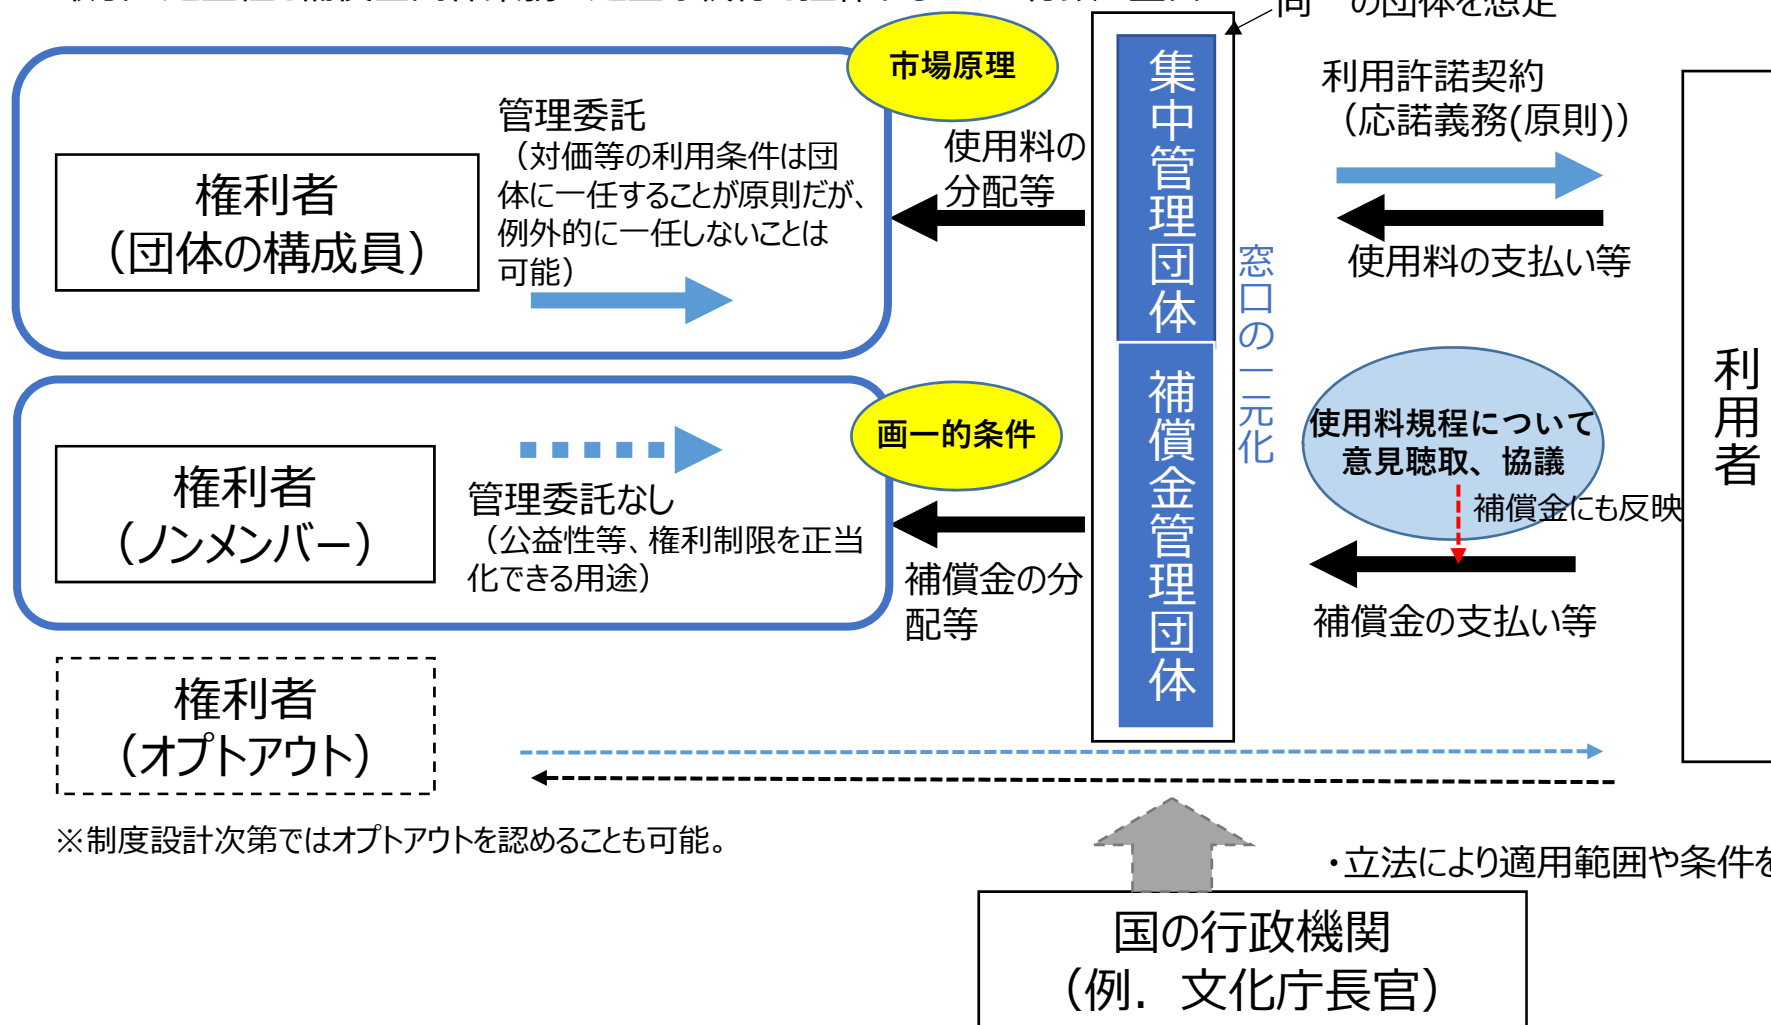 同一の団体を想定
市場原理
管理委託
（対価等の利用条件は団
体に一任することが原則だが、
例外的に一任しないことは
可能）
権利者
（団体の構成員）
使用料の
分配等
集中管理団体
利用許諾契約
（応諾義務(原則)）
使用料の支払い等
窓口の一元化
利用者
画一的条件
権利者
（ノンメンバー）
管理委託なし
（公益性等、権利制限を正当
化できる用途）
補償金の分
配等
補償金管理団体
使用料規程について
意見聴取、協議
補償金にも反映
補償金の支払い等
権利者
（オプトアウト）
※制度設計次第ではオプトアウトを認めることも可能。
・立法により適用範囲や条件を
国の行政機関
（例．文化庁長官）